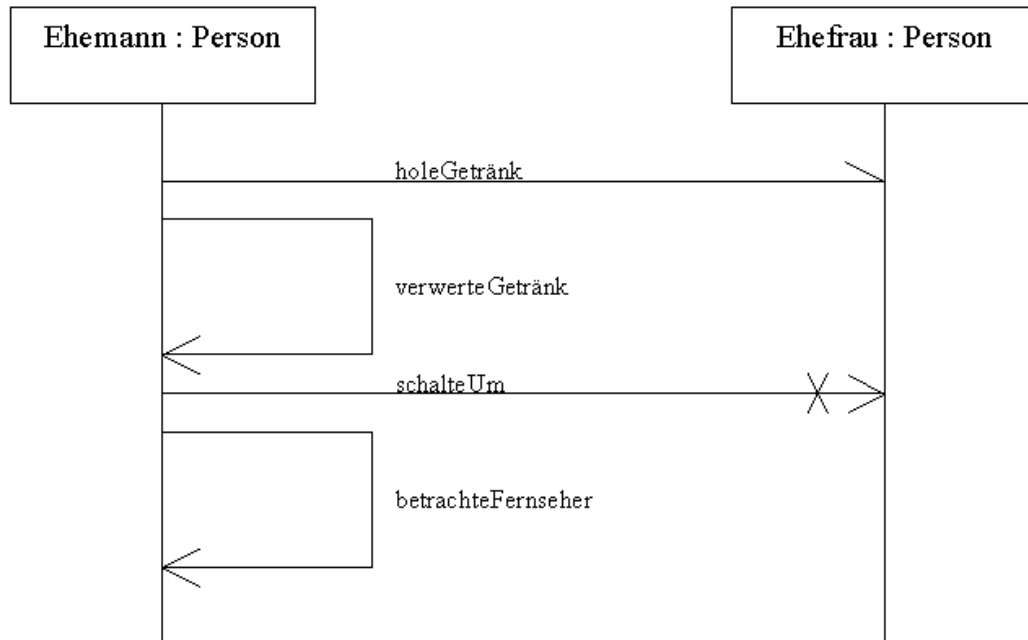 Ehemann : Person
Ehefrau : Person
holeGetränk
verwerteGetränk
schalteUm
betrachteFernseher